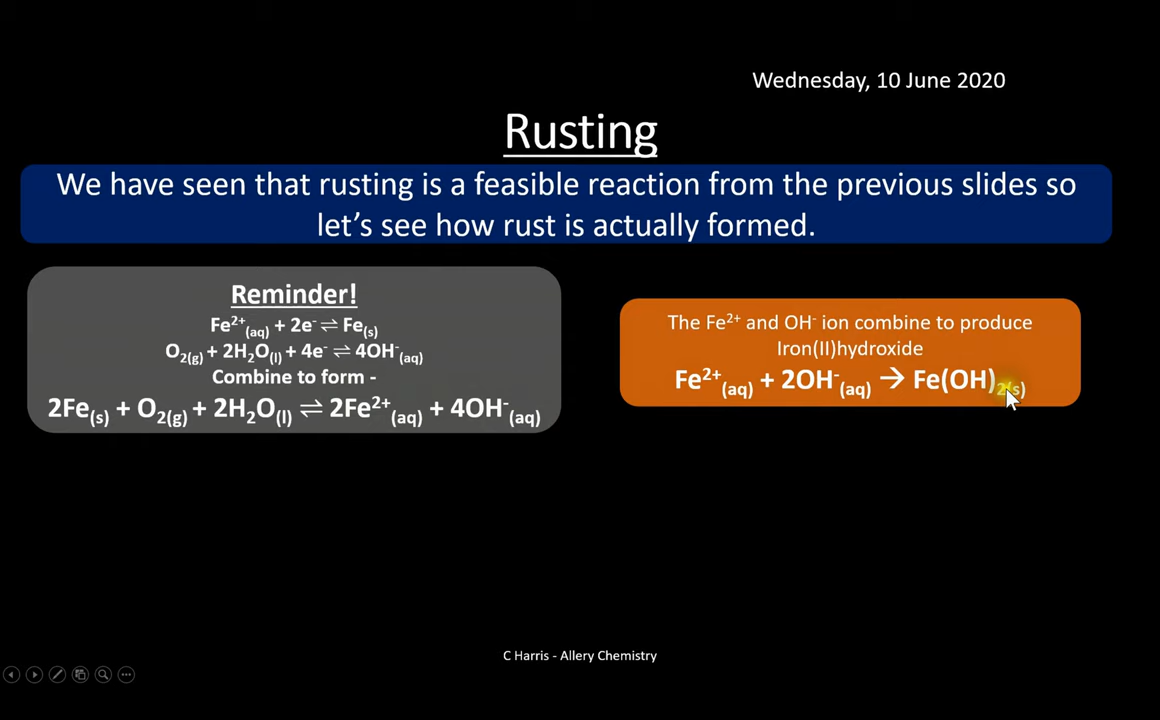 Wednesday, 10 June 2020
Rusting
We have seen that rusting is a feasible reaction from the previous slides so
let's see how rust is actually formed.
Reminder!
Fe²⁺(aq) + 2e⁻ ⇌ Fe(s)
O₂(g) + 2H₂O(l) + 4e⁻ ⇌ 4OH⁻(aq)
Combine to form -
2Fe(s) + O₂(g) + 2H₂O(l) ⇌ 2Fe²⁺(aq) + 4OH⁻(aq)
The Fe²⁺ and OH⁻ ion combine to produce
Iron(II)hydroxide
Fe²⁺(aq) + 2OH⁻(aq) → Fe(OH)₂(s)
C Harris - Allery Chemistry